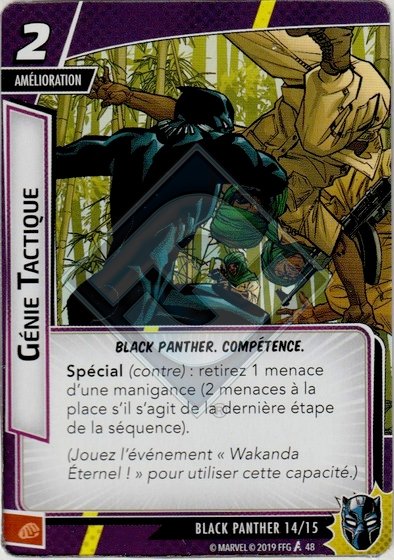 2
AMÉLIORATION
GÉNIE TACTIQUE
BLACK PANTHER. COMPÉTENCE.
Spécial (contre) : retirez 1 menace
d'une manigance (2 menaces à la
place s'il s'agit de la dernière étape
de la séquence).
(Jouez l'événement « Wakanda
Éternel ! » pour utiliser cette capacité.)
BLACK PANTHER 14/15
© MARVEL © 2019 FFG 48